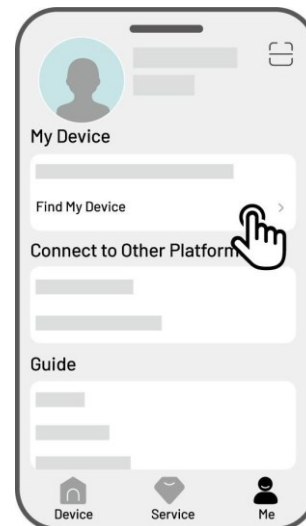 My Device
Find My Device
Connect to Other Platform
Guide
Device Service Me